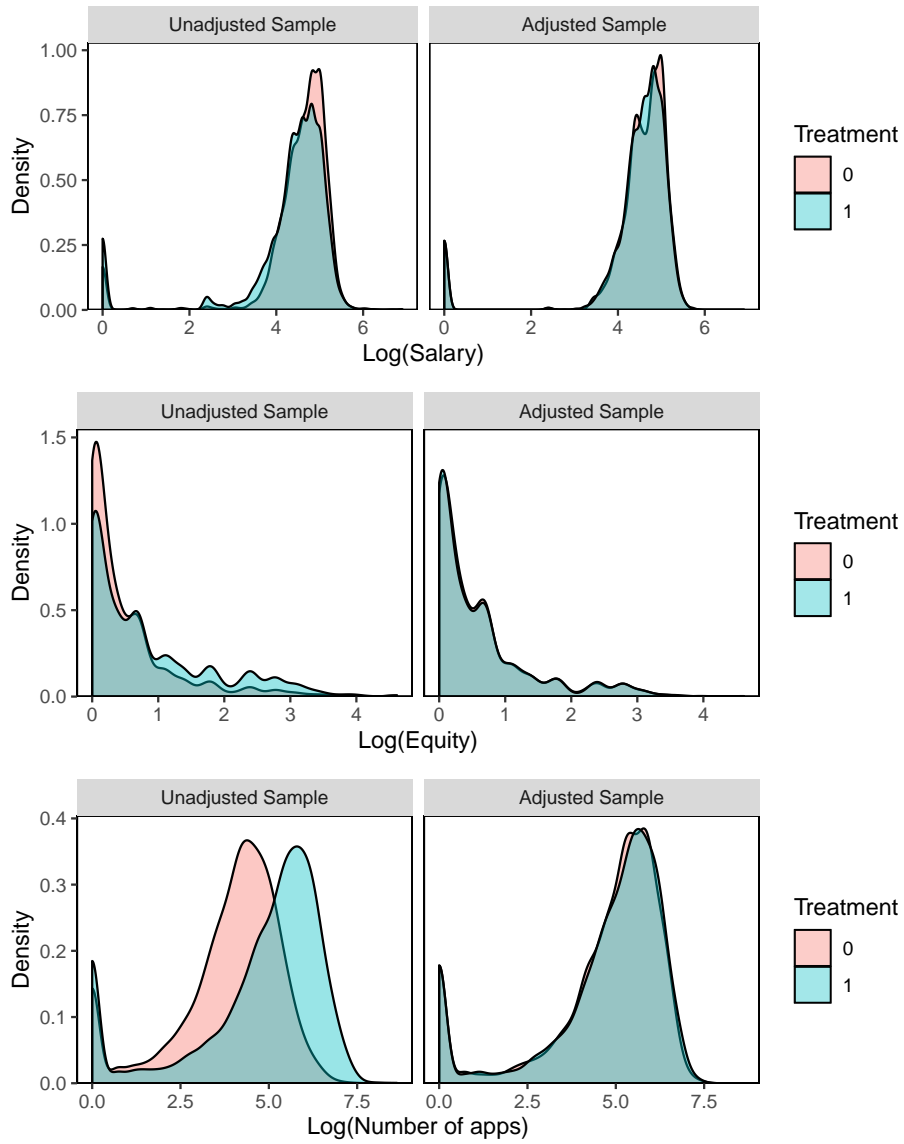 Unadjusted Sample Adjusted Sample
1.00
0.75
0.50
0.25
0.00
Density
0 2 4 6 0 2 4 6
Log(Salary)
Treatment
0
1
Unadjusted Sample Adjusted Sample
1.5
1.0
0.5
0.0
Density
0 1 2 3 4 0 1 2 3 4
Log(Equity)
Treatment
0
1
Unadjusted Sample Adjusted Sample
0.4
0.3
0.2
0.1
0.0
Density
0.0 2.5 5.0 7.5 0.0 2.5 5.0 7.5
Log(Number of apps)
Treatment
0
1